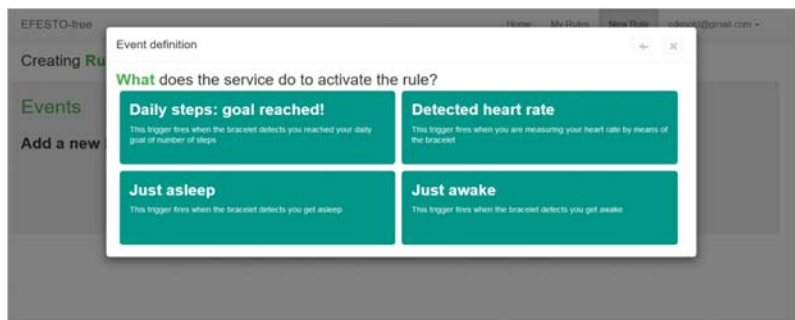 EFESTO-free
Home My Rules New Rule
Event definition
Creating Ru
What does the service do to activate the rule?
Events
Add a new
Daily steps: goal reached!
This trigger fires when the bracelet detects you reached your daily
goal of number of steps
Detected heart rate
This trigger fires when you are measuring your heart rate by means of
the bracelet
Just asleep
This trigger fires when the bracelet detects you get asleep
Just awake
This trigger fires when the bracelet detects you get awake